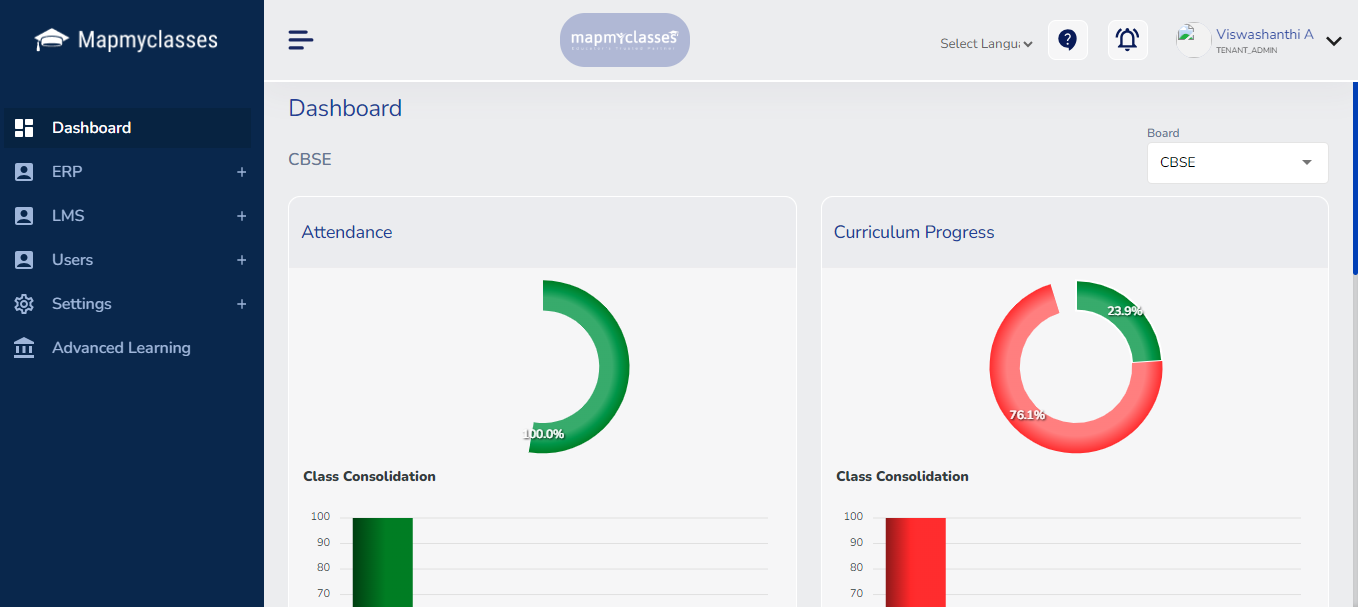 Mapmyclasses
mapmyclasses
Educator's Trusted Partner
Select Langu
Viswashanthi A
TENANT_ADMIN
Dashboard
ERP +
LMS +
Users +
Settings +
Advanced Learning
Dashboard
CBSE
Board
CBSE
Attendance
100.0%
Class Consolidation
100
90
80
70
Curriculum Progress
23.9%
76.1%
Class Consolidation
100
90
80
70